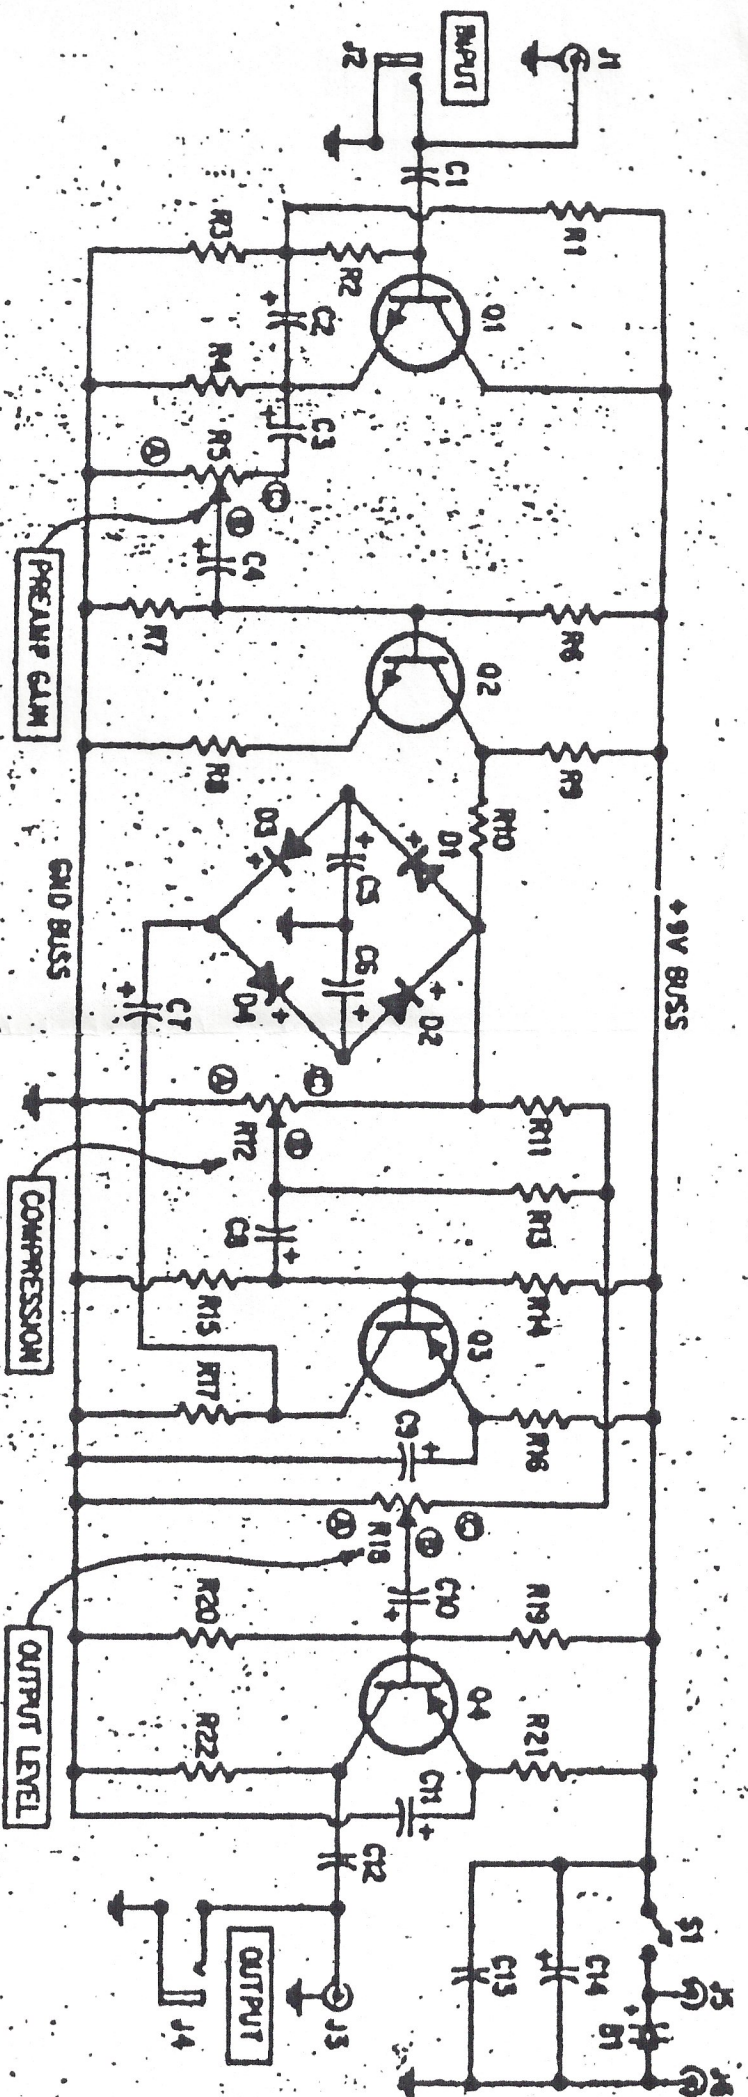 J1
J2
INPUT
C1
R1
R2
R3
C2
+
Q1
R4
C3
+
R5
A
B
C
C4
+
PREAMP GAIN
R6
R7
Q2
R8
R9
R10
D1
+
D2
+
D3
+
D4
+
C5
+
C6
+
C7
+
GND BUSS
+9V BUSS
R11
R12
A
B
C
COMPRESSION
R13
C8
+
R14
R15
Q3
R16
R17
C9
+
R18
A
B
C
OUTPUT LEVEL
C10
+
R19
R20
Q4
R21
R22
C11
+
C12
OUTPUT
J3
J4
C13
C14
+
S1
J5
B1
+